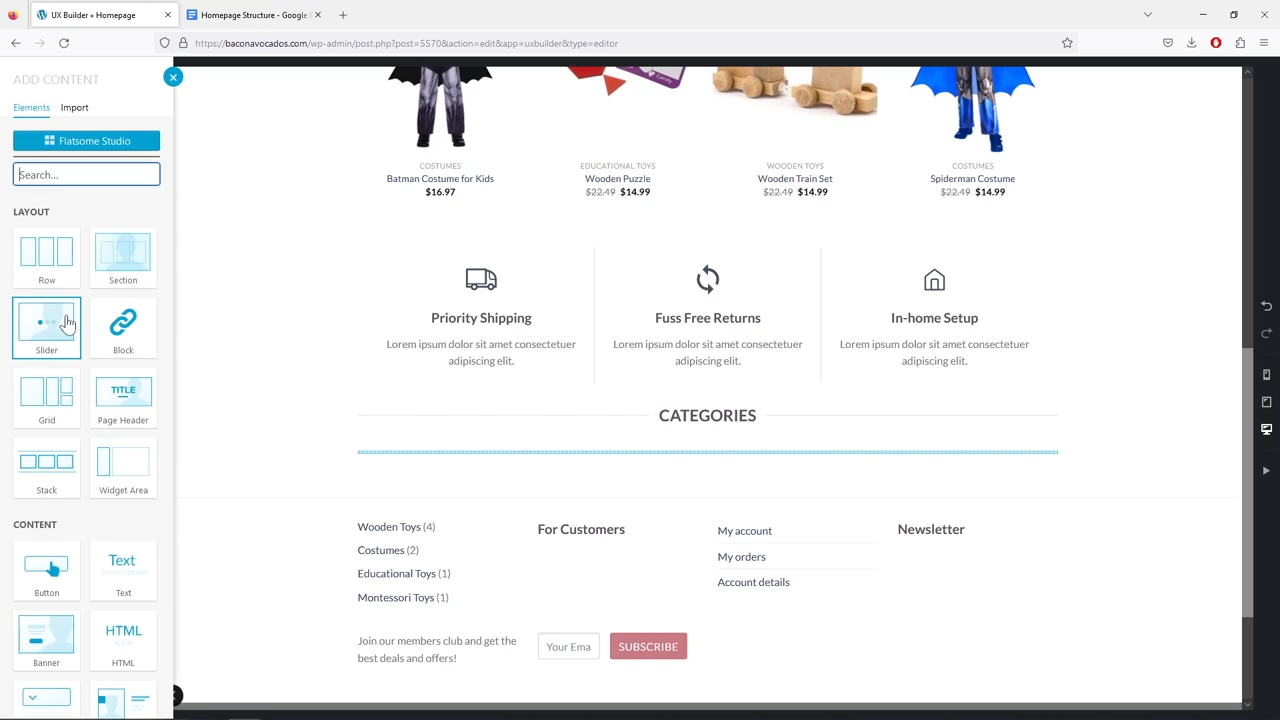 UX Builder » Homepage
Homepage Structure - Google
https://baconavocados.com/wp-admin/post.php?post=5570&action=edit&app=uxbuilder&type=editor
ADD CONTENT
Elements
Import
Flatsome Studio
Search...
LAYOUT
Row
Section
Slider
Block
Grid
TITLE
Page Header
Stack
Widget Area
CONTENT
Button
Text
Text
Banner
HTML
HTML
COSTUMES
EDUCATIONAL TOYS
WOODEN TOYS
COSTUMES
Batman Costume for Kids
Wooden Puzzle
Wooden Train Set
Spiderman Costume
$16.97
$22.49 $14.99
$22.49 $14.99
$22.49 $14.99
Priority Shipping
Fuss Free Returns
In-home Setup
Lorem ipsum dolor sit amet consectetuer
adipiscing elit.
Lorem ipsum dolor sit amet consectetuer
adipiscing elit.
Lorem ipsum dolor sit amet consectetuer
adipiscing elit.
CATEGORIES
Wooden Toys (4)
Costumes (2)
Educational Toys (1)
Montessori Toys (1)
For Customers
My account
My orders
Account details
Newsletter
Join our members club and get the
best deals and offers!
Your Ema
SUBSCRIBE